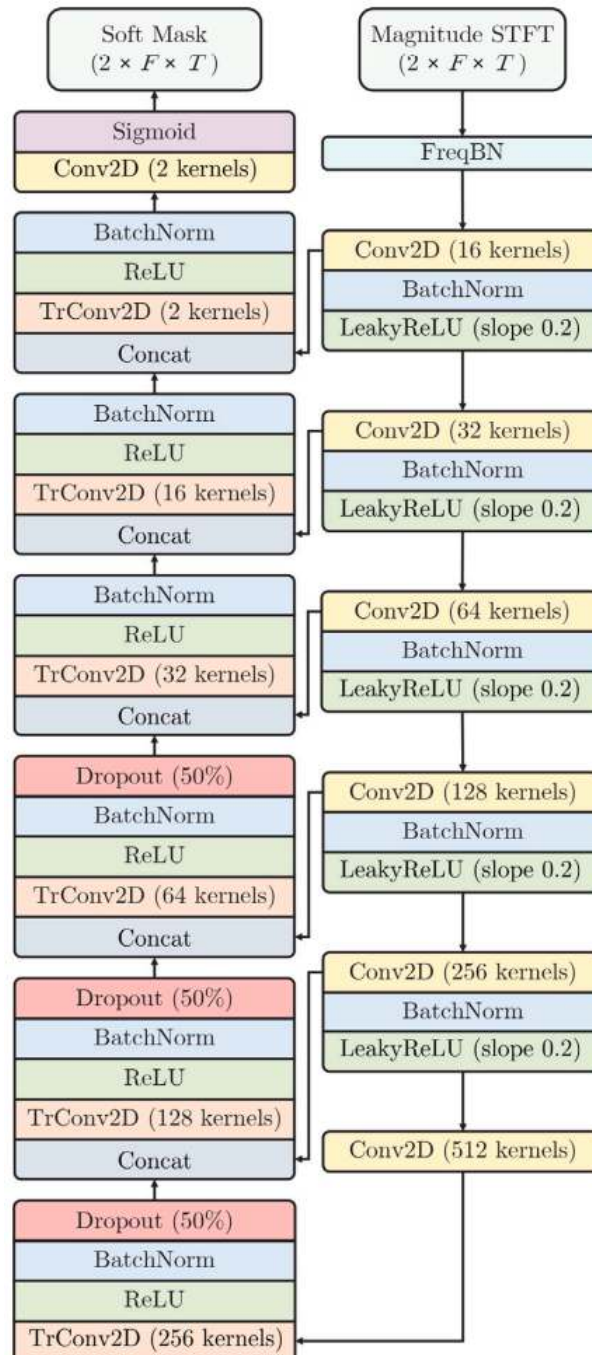 Soft Mask
(2 × F × T)
Sigmoid
Conv2D (2 kernels)
BatchNorm
ReLU
TrConv2D (2 kernels)
Concat
BatchNorm
ReLU
TrConv2D (16 kernels)
Concat
BatchNorm
ReLU
TrConv2D (32 kernels)
Concat
Dropout (50%)
BatchNorm
ReLU
TrConv2D (64 kernels)
Concat
Dropout (50%)
BatchNorm
ReLU
TrConv2D (128 kernels)
Concat
Dropout (50%)
BatchNorm
ReLU
TrConv2D (256 kernels)
Magnitude STFT
(2 × F × T)
FreqBN
Conv2D (16 kernels)
BatchNorm
LeakyReLU (slope 0.2)
Conv2D (32 kernels)
BatchNorm
LeakyReLU (slope 0.2)
Conv2D (64 kernels)
BatchNorm
LeakyReLU (slope 0.2)
Conv2D (128 kernels)
BatchNorm
LeakyReLU (slope 0.2)
Conv2D (256 kernels)
BatchNorm
LeakyReLU (slope 0.2)
Conv2D (512 kernels)